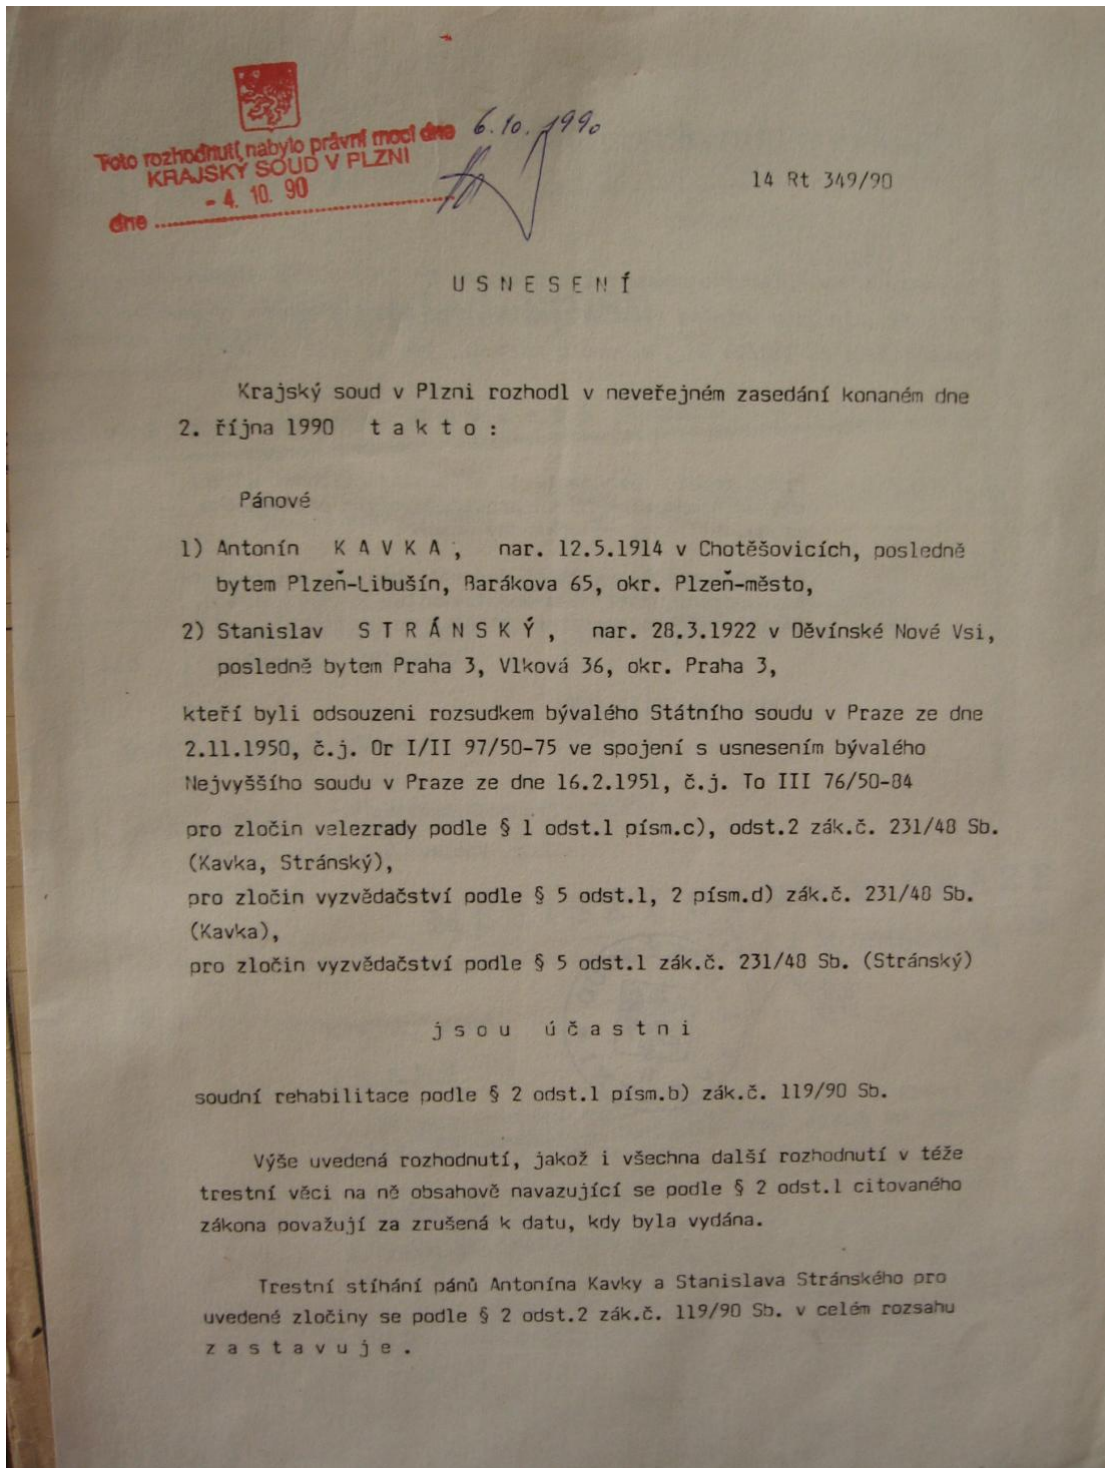 Toto rozhodnutí nabylo právní moci dne 6.10.1990
KRAJSKÝ SOUD V PLZNI
- 4. 10. 90
dne
14 Rt 349/90
U S N E S E N Í
Krajský soud v Plzni rozhodl v neveřejném zasedání konaném dne
2. října 1990 t a k t o :
Pánové
1) Antonín K A V K A , nar. 12.5.1914 v Chotěšovicích, posledně
bytem Plzeň-Libušín, Barákova 65, okr. Plzeň-město,
2) Stanislav S T R Á N S K Ý , nar. 28.3.1922 v Děvínské Nové Vsi,
posledně bytem Praha 3, Vlková 36, okr. Praha 3,
kteří byli odsouzeni rozsudkem bývalého Státního soudu v Praze ze dne
2.11.1950, č.j. Or I/II 97/50-75 ve spojení s usnesením bývalého
Nejvyššího soudu v Praze ze dne 16.2.1951, č.j. To III 76/50-84
pro zločin velezrady podle § 1 odst.1 písm.c), odst.2 zák.č. 231/48 Sb.
(Kavka, Stránský),
pro zločin vyzvědačství podle § 5 odst.1, 2 písm.d) zák.č. 231/48 Sb.
(Kavka),
pro zločin vyzvědačství podle § 5 odst.1 zák.č. 231/48 Sb. (Stránský)
j s o u ú č a s t n i
soudní rehabilitace podle § 2 odst.1 písm.b) zák.č. 119/90 Sb.
Výše uvedená rozhodnutí, jakož i všechna další rozhodnutí v téže
trestní věci na ně obsahově navazující se podle § 2 odst.1 citovaného
zákona považují za zrušená k datu, kdy byla vydána.
Trestní stíhání pánů Antonína Kavky a Stanislava Stránského pro
uvedené zločiny se podle § 2 odst.2 zák.č. 119/90 Sb. v celém rozsahu
z a s t a v u j e .